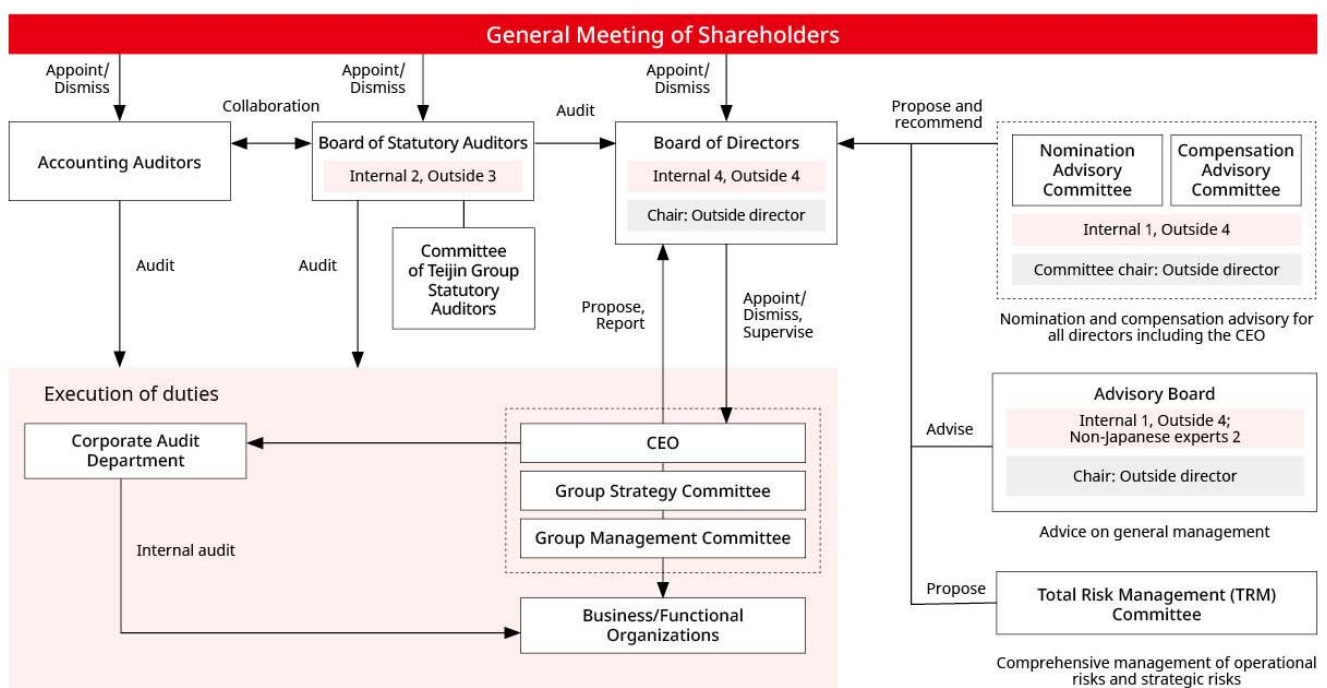 General Meeting of Shareholders
Appoint/
Dismiss
Appoint/
Dismiss
Appoint/
Dismiss
Collaboration
Audit
Propose and
recommend
Accounting Auditors
Board of Statutory Auditors
Internal 2, Outside 3
Board of Directors
Internal 4, Outside 4
Chair: Outside director
Nomination
Advisory
Committee
Compensation
Advisory
Committee
Internal 1, Outside 4
Committee chair: Outside director
Nomination and compensation advisory for
all directors including the CEO
Audit
Audit
Committee
of Teijin Group
Statutory
Auditors
Propose,
Report
Appoint/
Dismiss,
Supervise
Execution of duties
Corporate Audit
Department
CEO
Group Strategy Committee
Group Management Committee
Internal audit
Business/Functional
Organizations
Advise
Advisory Board
Internal 1, Outside 4;
Non-Japanese experts 2
Chair: Outside director
Advice on general management
Propose
Total Risk Management (TRM)
Committee
Comprehensive management of operational
risks and strategic risks